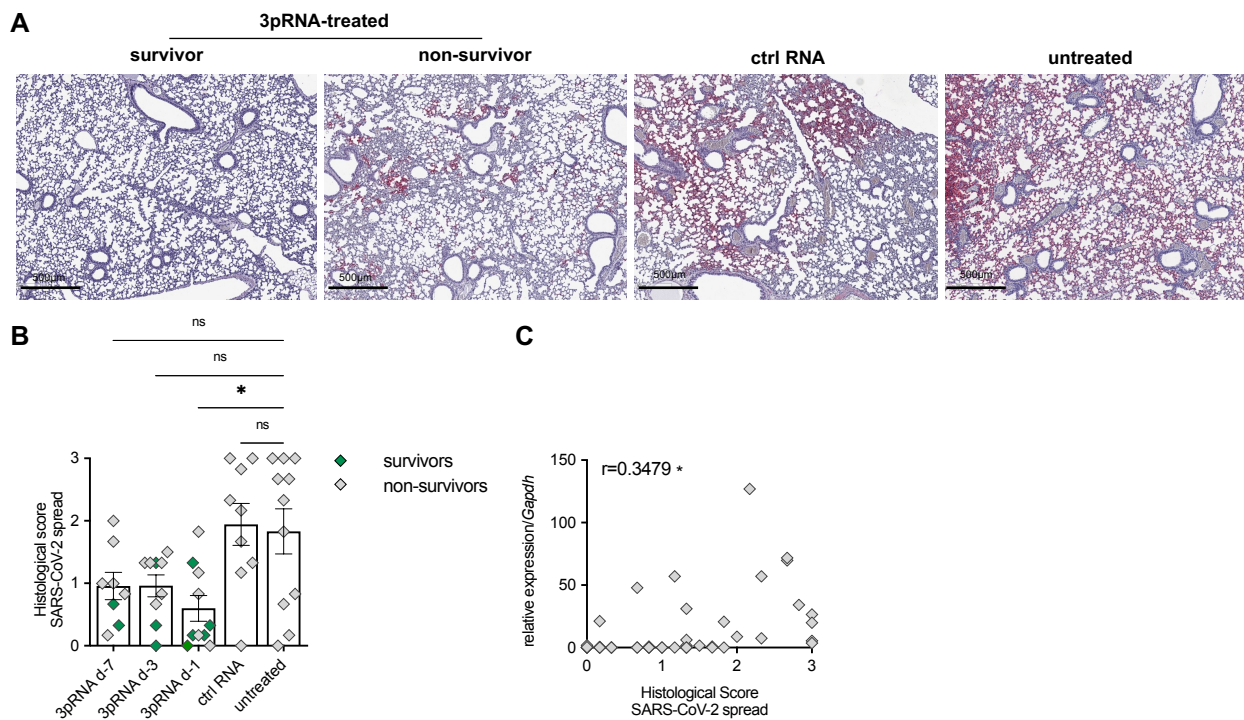 A
3pRNA-treated
survivor
non-survivor
ctrl RNA
untreated
500µm
500µm
500µm
500µm
B
ns
ns
*
ns
3
2
1
0
Histological score
SARS-CoV-2 spread
3pRNA d-7
3pRNA d-3
3pRNA d-1
ctrl RNA
untreated
survivors
non-survivors
C
r=0.3479 *
150
100
50
0
relative expression/Gapdh
0
1
2
3
Histological Score
SARS-CoV-2 spread